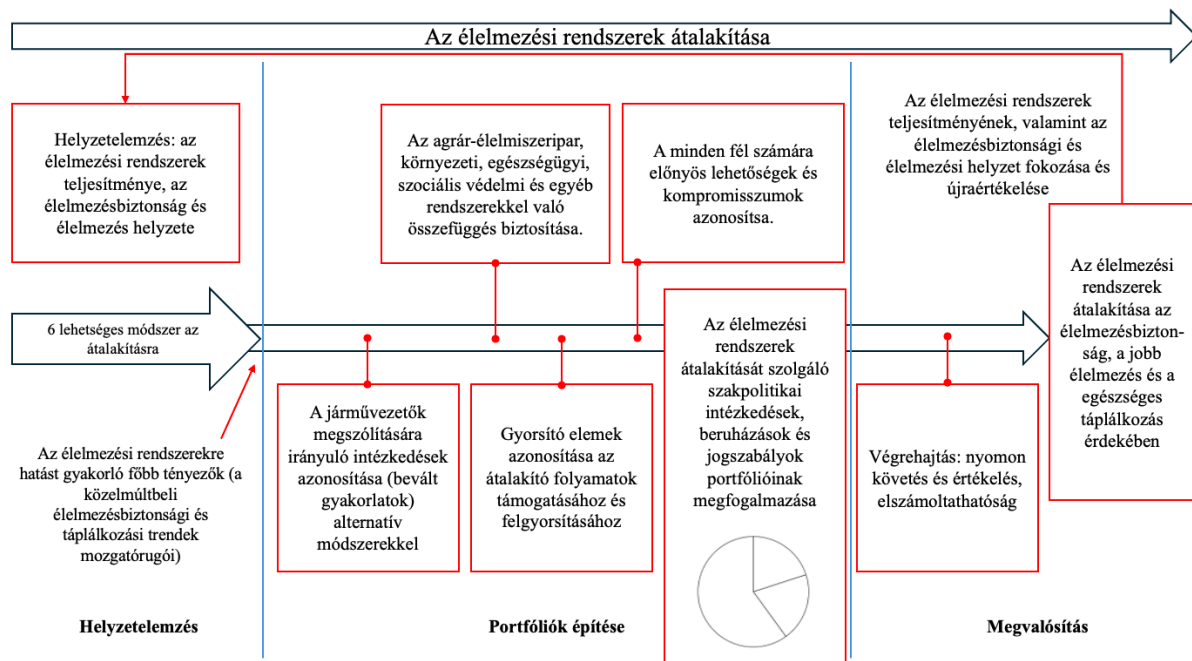 Az élelmezési rendszerek átalakítása
Helyzetelemzés: az
élelmezési rendszerek
teljesítménye, az
élelmezésbiztonság és
élelmezés helyzete
Az agrár-élelmiszeripar,
környezeti, egészségügyi,
szociális védelmi és egyéb
rendszerekkel való
összefüggés biztosítása.
A minden fél számára
előnyös lehetőségek és
kompromisszumok
azonosítsa.
Az élelmezési rendszerek
teljesítményének, valamint az
élelmezésbiztonsági és
élelmezési helyzet fokozása és
újraértékelése
6 lehetséges módszer az
átalakításra
Az élelmezési rendszerekre
hatást gyakorló főbb tényezők (a
közelmúltbeli
élelmezésbiztonsági és
táplálkozási trendek
mozgatórugói)
A járművezetők
megszólítására
irányuló intézkedések
azonosítása (bevált
gyakorlatok)
alternatív
módszerekkel
Gyorsító elemek
azonosítása az
átalakító folyamatok
támogatásához és
felgyorsításához
Az élelmezési
rendszerek
átalakítását szolgáló
szakpolitikai
intézkedések,
beruházások és
jogszabályok
portfólióinak
megfogalmazása
Végrehajtás: nyomon
követés és értékelés,
elszámoltathatóság
Az élelmezési
rendszerek
átalakítása az
élelmezésbizton-
ság, a jobb
élelmezés és a
egészséges
táplálkozás
érdekében
Helyzetelemzés
Portfóliók építése
Megvalósítás